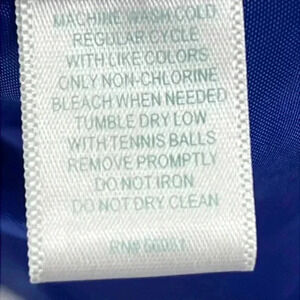 MACHINE WASH COLD
REGULAR CYCLE
WITH LIKE COLORS
ONLY NON-CHLORINE
BLEACH WHEN NEEDED
TUMBLE DRY LOW
WITH TENNIS BALLS
REMOVE PROMPTLY
DO NOT IRON
DO NOT DRY CLEAN
RN#